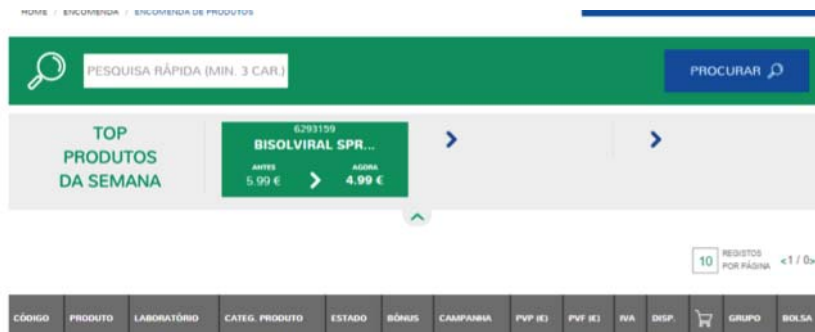 HOME / ENCOMENDA / ENCOMENDA DE PRODUTOS
PESQUISA RÁPIDA (MIN. 3 CAR.)
PROCURAR
TOP
PRODUTOS
DA SEMANA
6293159
BISOLVIRAL SPR...
ANTES AGORA
5.99 € 4.99 €
10 REGISTOS
POR PÁGINA
<1 / 0>
CÓDIGO PRODUTO LABORATÓRIO CATEG. PRODUTO ESTADO BÓNUS CAMPANHA PVP (€) PVF (€) IVA DISP. GRUPO BOLSA